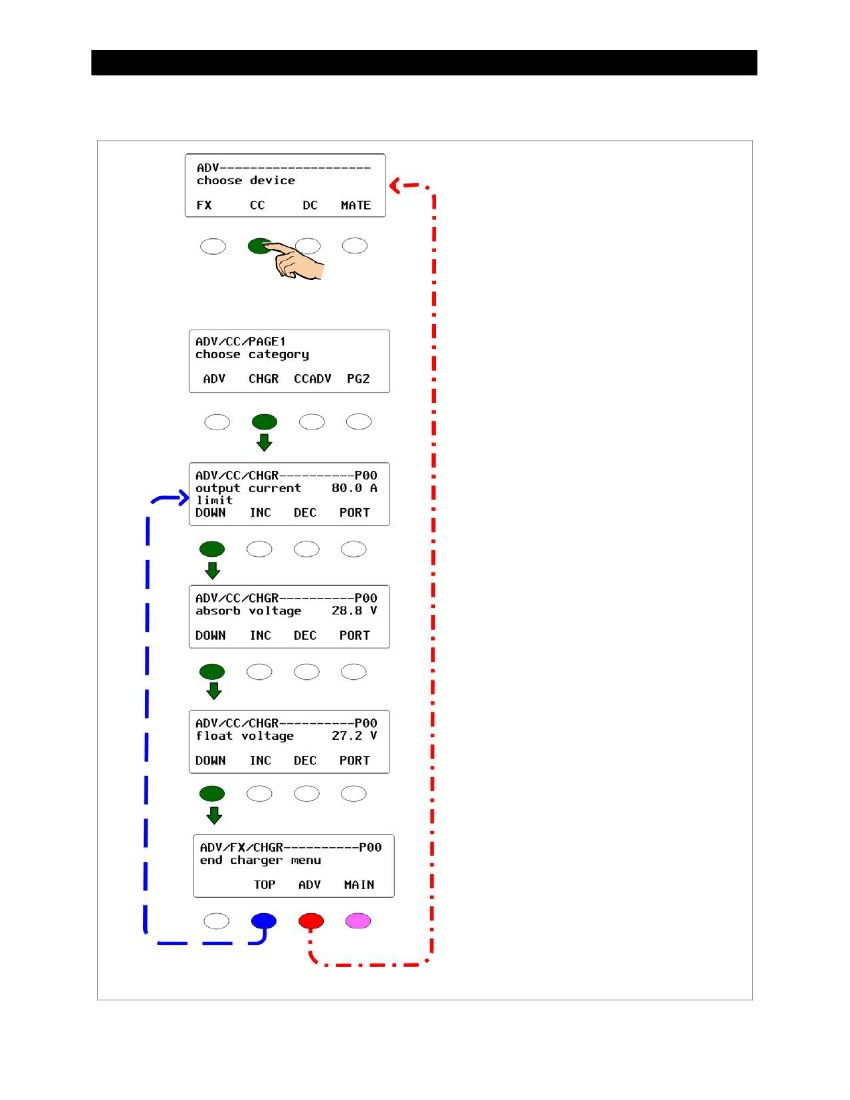 ADV--------------------
choose device
FX CC DC MATE
ADV/CC/PAGE1
choose category
ADV CHGR CCADV PG2
ADV/CC/CHGR----------P00
output current 80.0 A
limit
DOWN INC DEC PORT
ADV/CC/CHGR----------P00
absorb voltage 28.8 V
DOWN INC DEC PORT
ADV/CC/CHGR----------P00
float voltage 27.2 V
DOWN INC DEC PORT
ADV/FX/CHGR----------P00
end charger menu
TOP ADV MAIN